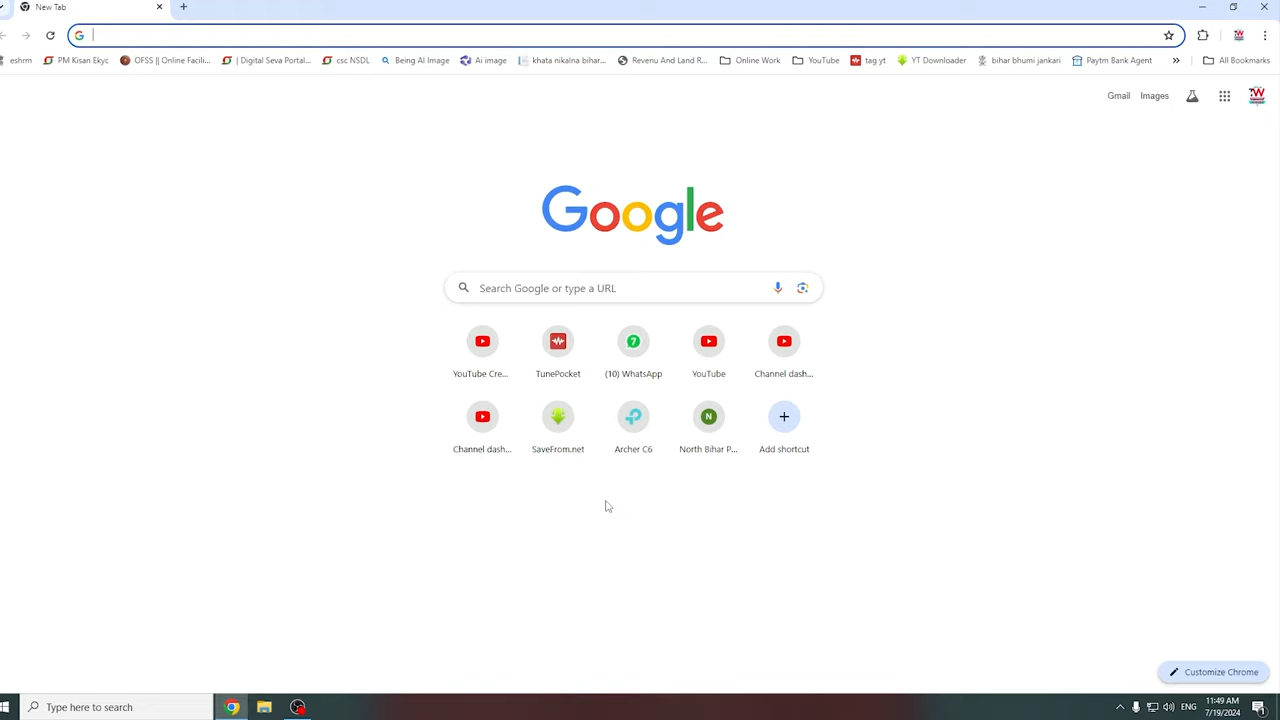 New Tab
eshrm PM Kisan Ekyc OFSS || Online Facili... | Digital Seva Portal... csc NSDL Being AI Image Ai image khata nikalna bihar... Revenu And Land R... Online Work YouTube tag yt YT Downloader bihar bhumi jankari Paytm Bank Agent » All Bookmarks
Gmail Images
Google
Search Google or type a URL
YouTube Cre... TunePocket (10) WhatsApp YouTube Channel dash...
Channel dash... SaveFrom.net Archer C6 North Bihar P... Add shortcut
Customize Chrome
Type here to search
ENG
11:49 AM
7/19/2024